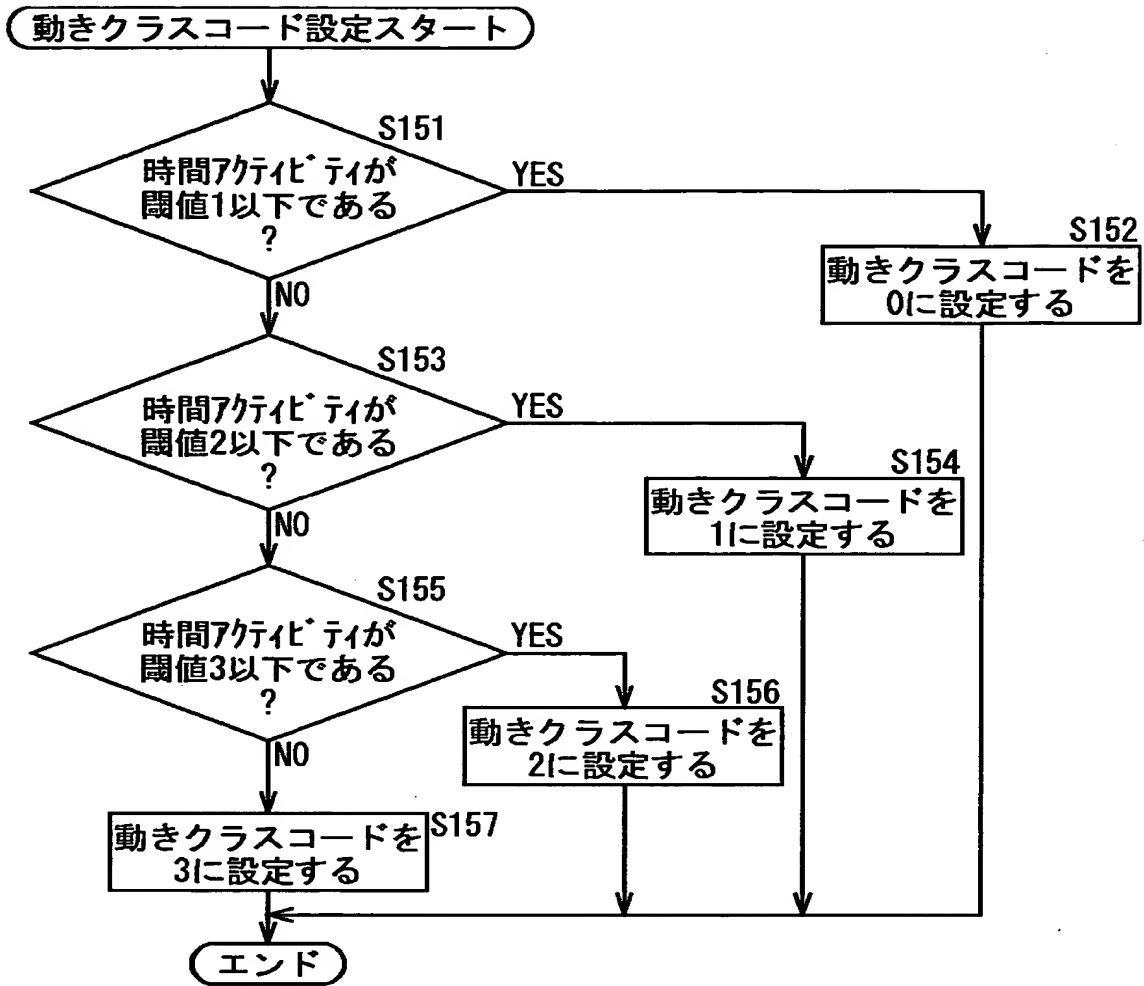 動きクラスコード設定スタート
S151
時間ｱｸﾃｨﾋﾞﾃｨが
閾値1以下である
?
YES
NO
S152
動きクラスコードを
0に設定する
S153
時間ｱｸﾃｨﾋﾞﾃｨが
閾値2以下である
?
YES
NO
S154
動きクラスコードを
1に設定する
S155
時間ｱｸﾃｨﾋﾞﾃｨが
閾値3以下である
?
YES
NO
S156
動きクラスコードを
2に設定する
S157
動きクラスコードを
3に設定する
エンド